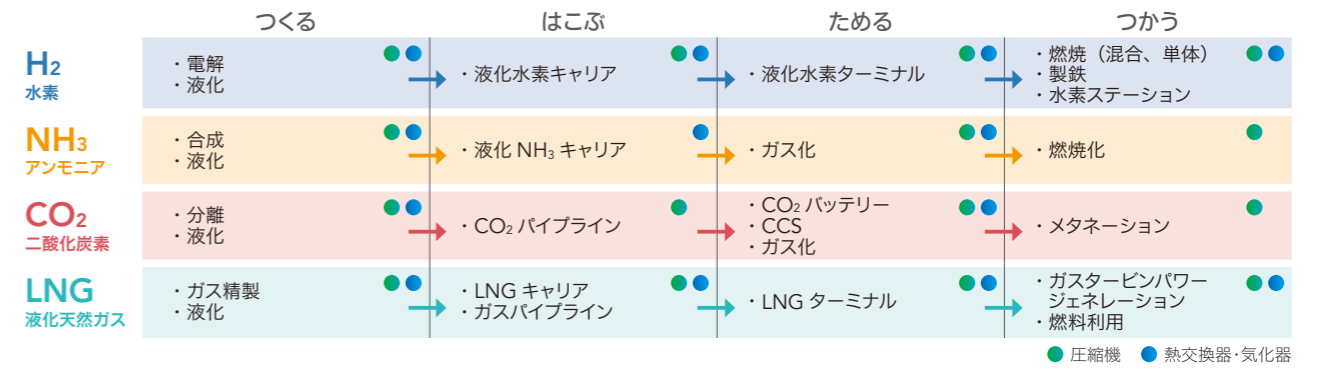 つくる
はこぶ
ためる
つかう
H2
水素
・電解
・液化
・液化水素キャリア
・液化水素ターミナル
・燃焼（混合、単体）
・製鉄
・水素ステーション
NH3
アンモニア
・合成
・液化
・液化 NH3 キャリア
・ガス化
・燃焼化
CO2
二酸化炭素
・分離
・液化
・CO2 パイプライン
・CO2 バッテリー
・CCS
・ガス化
・メタネーション
LNG
液化天然ガス
・ガス精製
・液化
・LNG キャリア
・ガスパイプライン
・LNG ターミナル
・ガスタービンパワー
ジェネレーション
・燃料利用
圧縮機
熱交換器・気化器